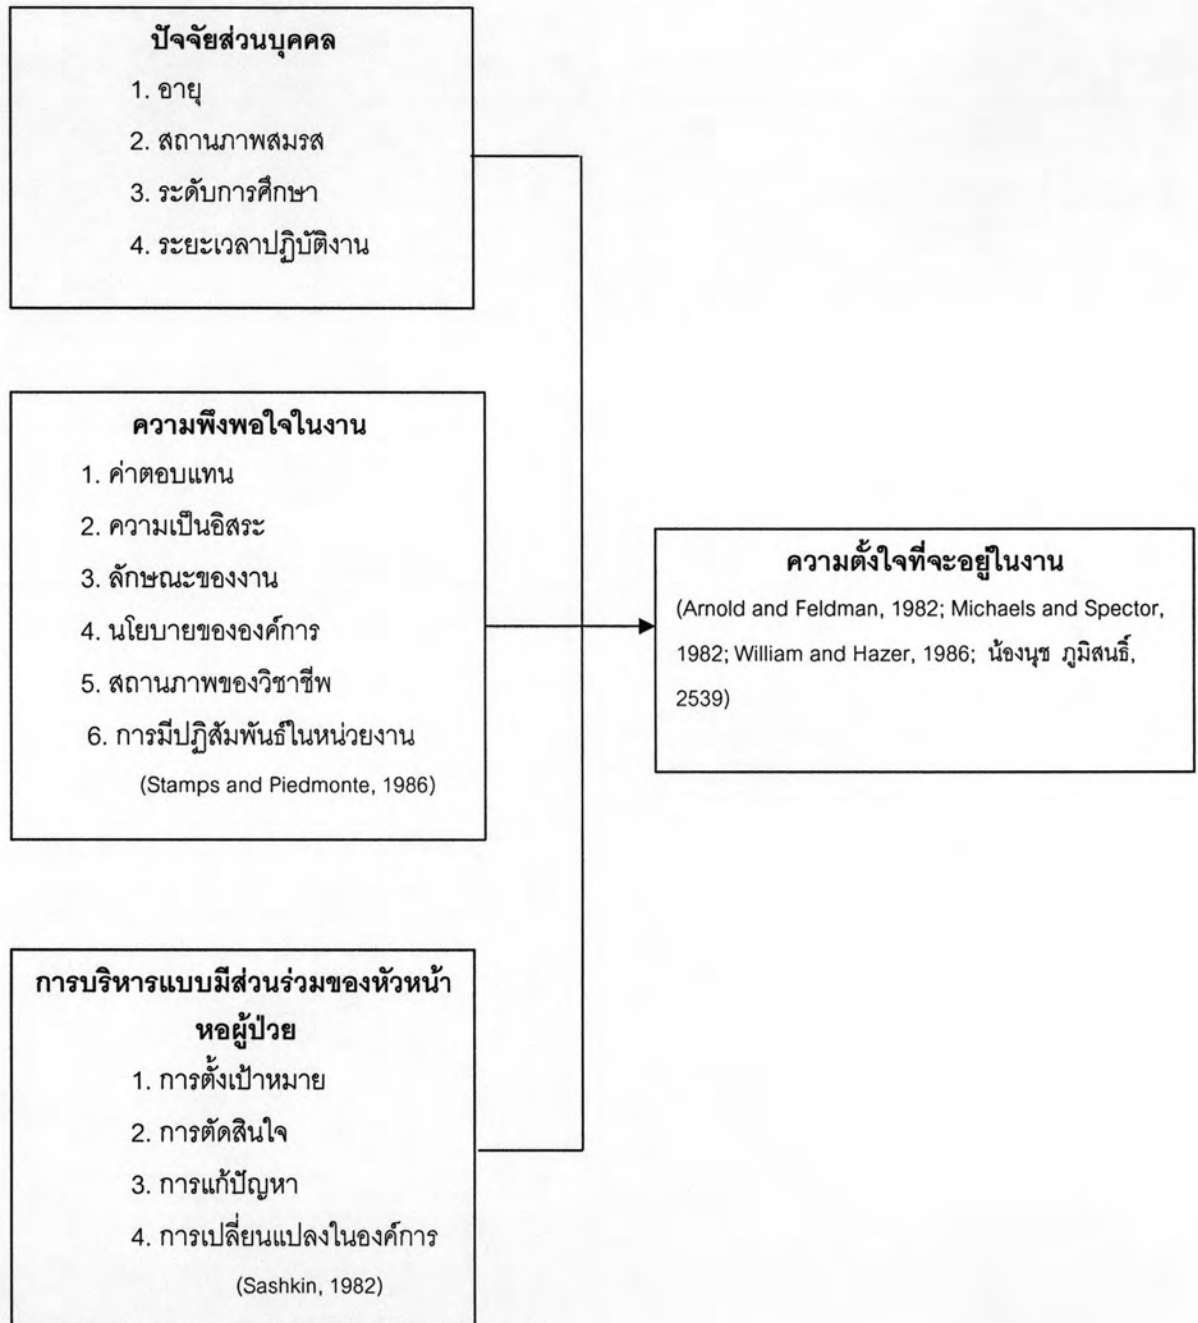 ปัจจัยส่วนบุคคล
1. อายุ
2. สถานภาพสมรส
3. ระดับการศึกษา
4. ระยะเวลาปฏิบัติงาน
ความพึงพอใจในงาน
1. ค่าตอบแทน
2. ความเป็นอิสระ
3. ลักษณะของงาน
4. นโยบายขององค์การ
5. สถานภาพของวิชาชีพ
6. การมีปฏิสัมพันธ์ในหน่วยงาน
(Stamps and Piedmonte, 1986)
การบริหารแบบมีส่วนร่วมของหัวหน้า
หอผู้ป่วย
1. การตั้งเป้าหมาย
2. การตัดสินใจ
3. การแก้ปัญหา
4. การเปลี่ยนแปลงในองค์การ
(Sashkin, 1982)
ความตั้งใจที่จะอยู่ในงาน
(Arnold and Feldman, 1982; Michaels and Spector,
1982; William and Hazer, 1986; น้องนุช ภูมิสนธิ์,
2539)